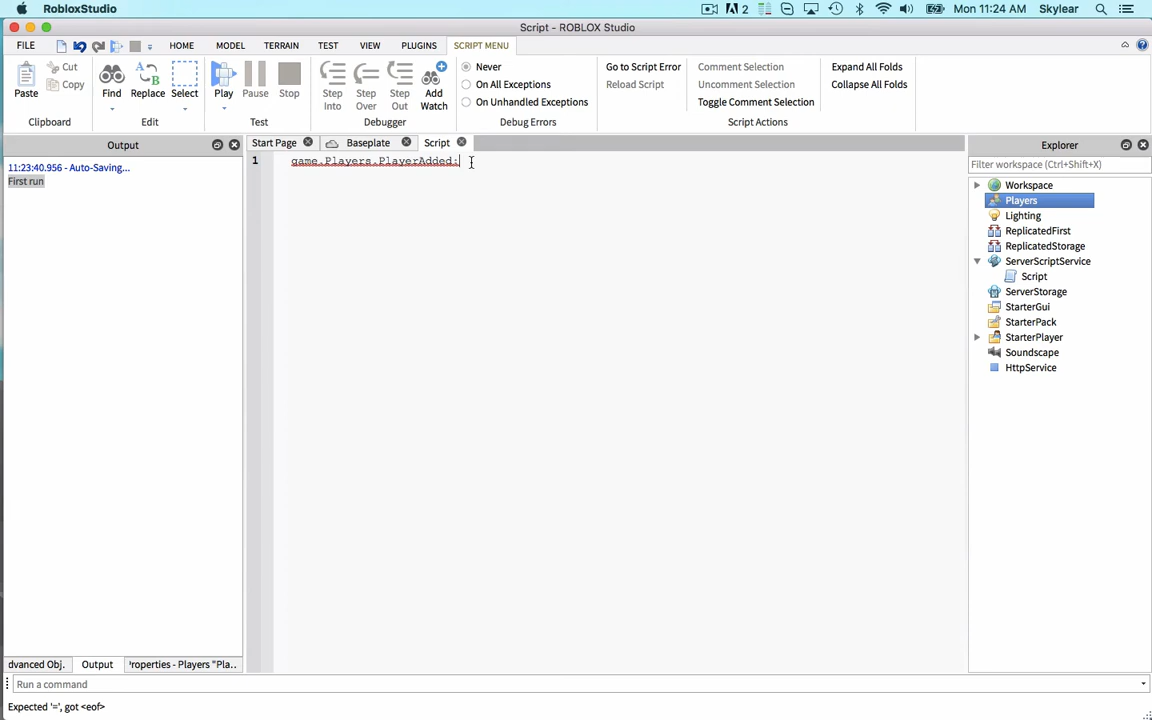 RobloxStudio
2
Mon 11:24 AM
Skylear
Script - ROBLOX Studio
FILE
HOME
MODEL
TERRAIN
TEST
VIEW
PLUGINS
SCRIPT MENU
Paste
Cut
Copy
Clipboard
Find
Replace
Select
Edit
Play
Pause
Stop
Test
Step Into
Step Over
Step Out
Add Watch
Debugger
Never
On All Exceptions
On Unhandled Exceptions
Debug Errors
Go to Script Error
Reload Script
Comment Selection
Uncomment Selection
Toggle Comment Selection
Expand All Folds
Collapse All Folds
Script Actions
Output
11:23:40.956 - Auto-Saving...
First run
Start Page
Baseplate
Script
1
game.Players.PlayerAdded:
Explorer
Filter workspace (Ctrl+Shift+X)
Workspace
Players
Lighting
ReplicatedFirst
ReplicatedStorage
ServerScriptService
Script
ServerStorage
StarterGui
StarterPack
StarterPlayer
Soundscape
HttpService
dvanced Obj.
Output
'roperties - Players "Pla..
Run a command
Expected '=', got <eof>